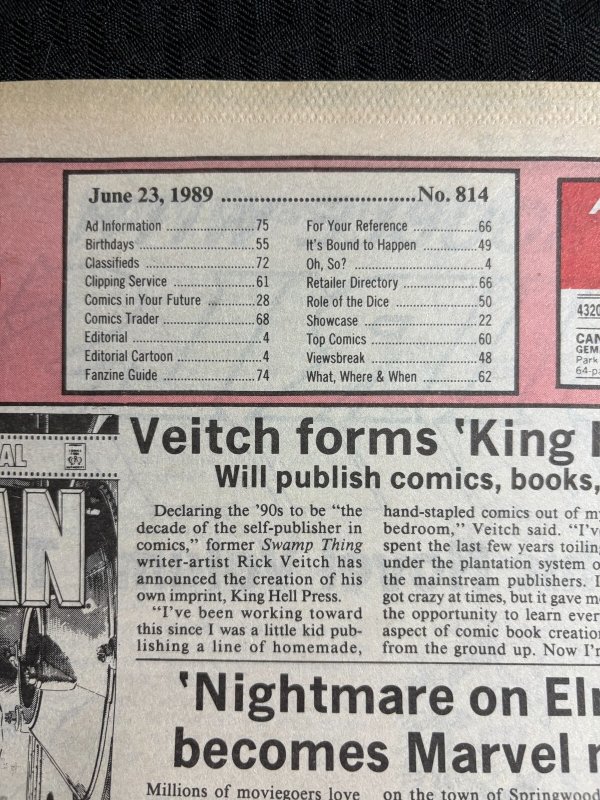 June 23, 1989 ........................................No. 814
Ad Information ........................75
Birthdays ........................55
Classifieds ........................72
Clipping Service ........................61
Comics in Your Future ........................28
Comics Trader ........................68
Editorial ........................4
Editorial Cartoon ........................4
Fanzine Guide ........................74
For Your Reference ........................66
It's Bound to Happen ........................49
Oh, So? ........................4
Retailer Directory ........................66
Role of the Dice ........................50
Showcase ........................22
Top Comics ........................60
Viewsbreak ........................48
What, Where & When ........................62
4320
CAN
GEM
Park
64-pa
AL
AN
Veitch forms 'King
Will publish comics, books,
Declaring the '90s to be "the
decade of the self-publisher in
comics," former Swamp Thing
writer-artist Rick Veitch has
announced the creation of his
own imprint, King Hell Press.
"I've been working toward
this since I was a little kid pub-
lishing a line of homemade,
hand-stapled comics out of my
bedroom," Veitch said. "I'v
spent the last few years toiling
under the plantation system o
the mainstream publishers. I
got crazy at times, but it gave me
the opportunity to learn ever
aspect of comic book creation
from the ground up. Now I'm
'Nightmare on Elm
becomes Marvel
Millions of moviegoers love
on the town of Springwood